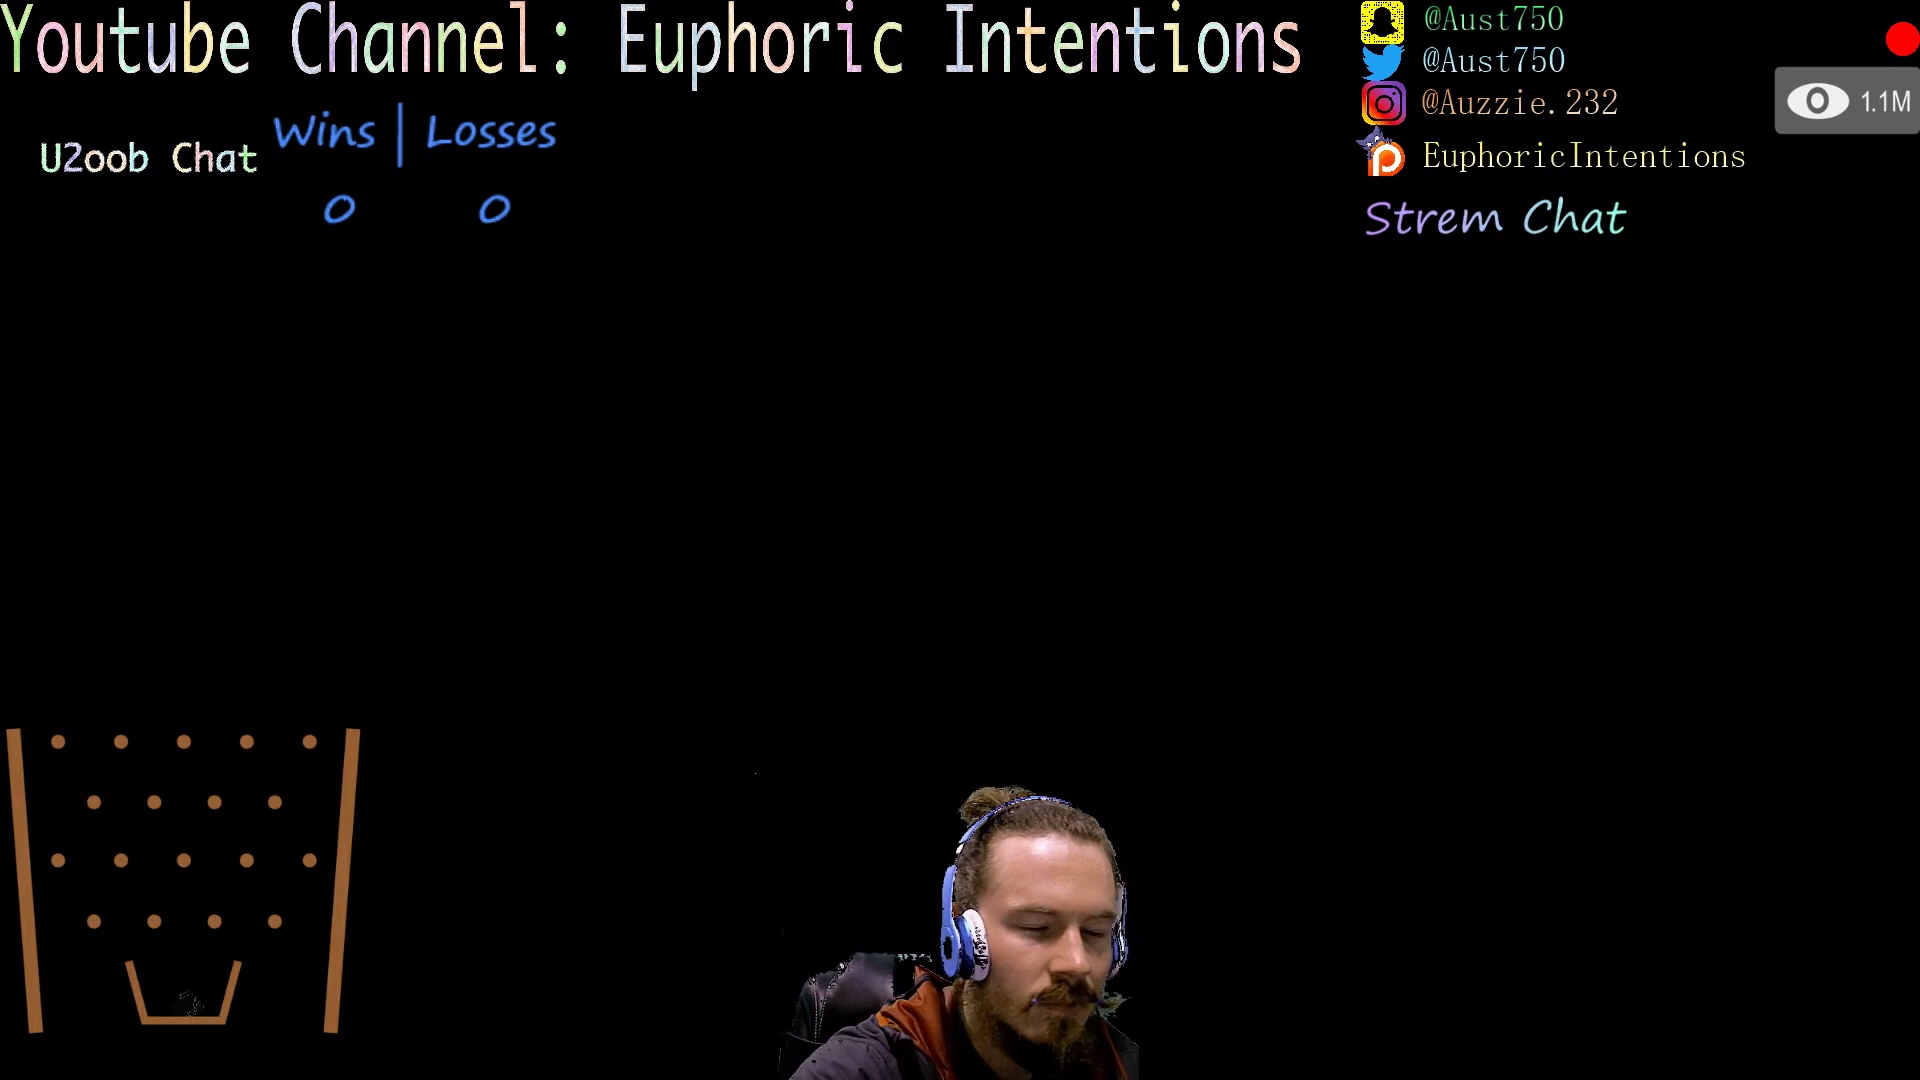 Youtube Channel: Euphoric Intentions
@Aust750
@Aust750
@Auzzie.232
EuphoricIntentions
1.1M
U2oob Chat
Wins | Losses
0 0
Strem Chat